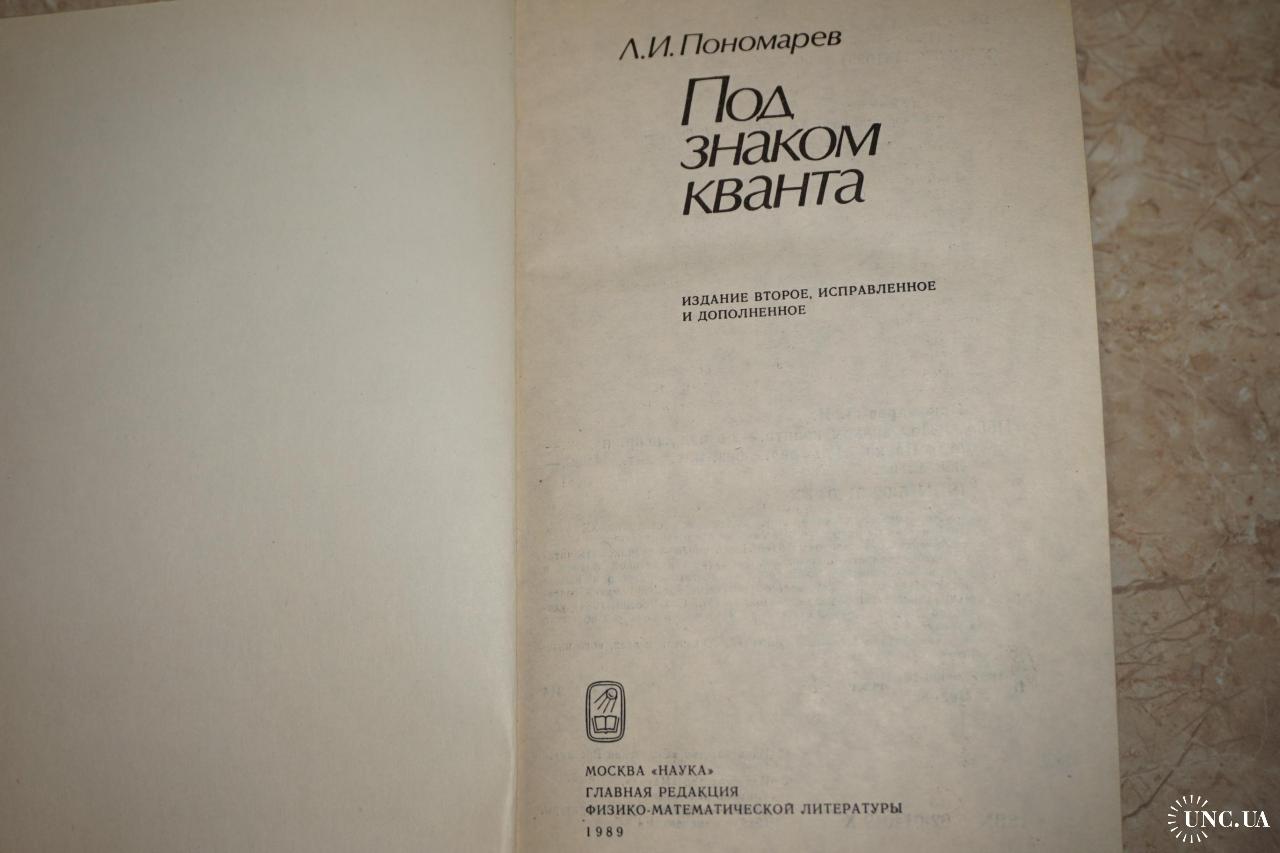 Л.И. Пономарев
Под
знаком
кванта
ИЗДАНИЕ ВТОРОЕ, ИСПРАВЛЕННОЕ
И ДОПОЛНЕННОЕ
МОСКВА «НАУКА»
ГЛАВНАЯ РЕДАКЦИЯ
ФИЗИКО-МАТЕМАТИЧЕСКОЙ ЛИТЕРАТУРЫ
1989
UNC.UA